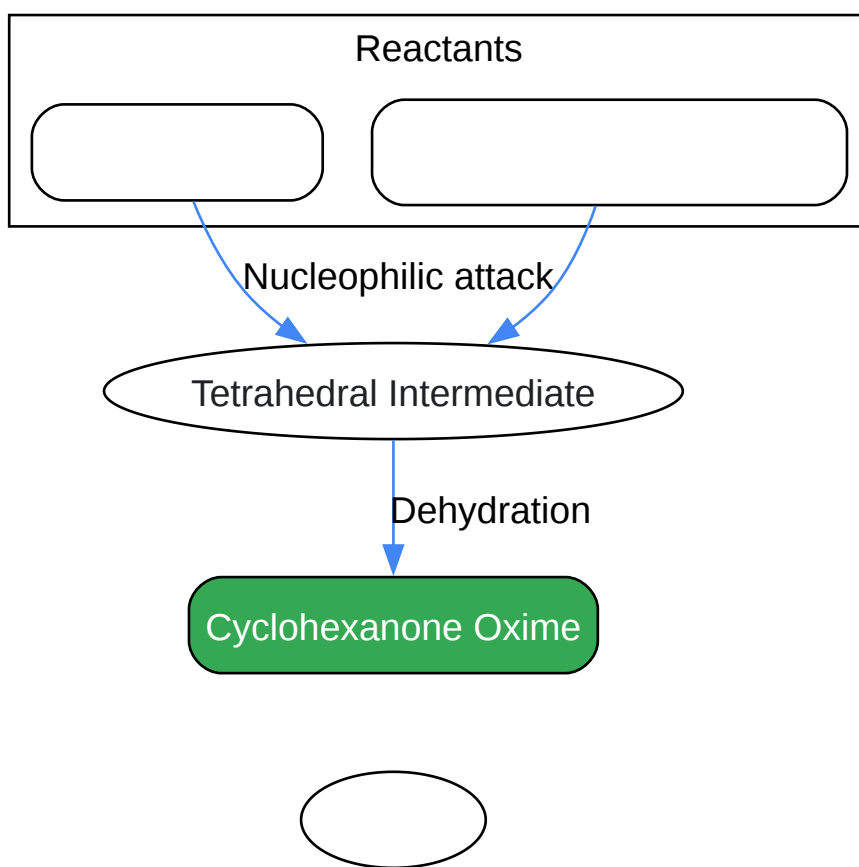 Reactants
Nucleophilic attack
Tetrahedral Intermediate
Dehydration
Cyclohexanone Oxime